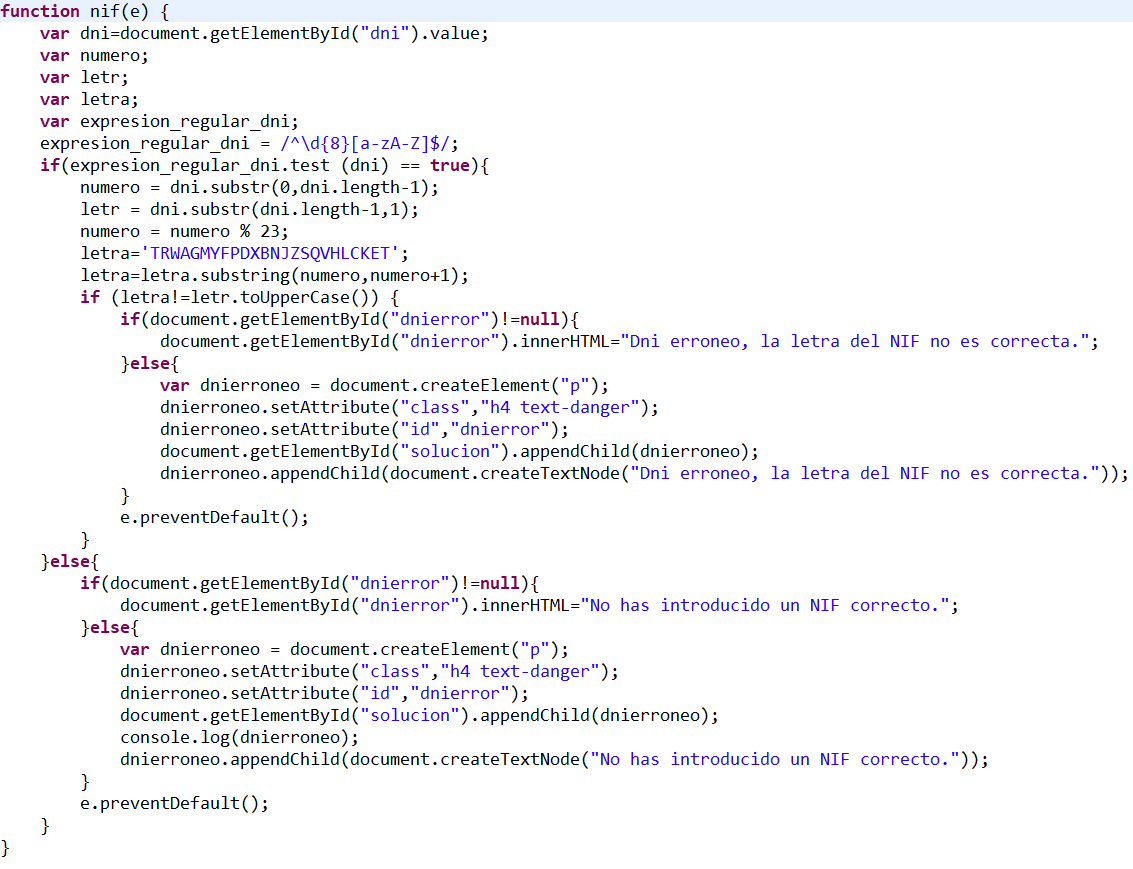 function nif(e) {
    var dni=document.getElementById("dni").value;
    var numero;
    var letr;
    var letra;
    var expresion_regular_dni;
    expresion_regular_dni = /^\d{8}[a-zA-Z]$/;
    if(expresion_regular_dni.test (dni) == true){
        numero = dni.substr(0,dni.length-1);
        letr = dni.substr(dni.length-1,1);
        numero = numero % 23;
        letra='TRWAGMYFPDXBNJZSQVHLCKET';
        letra=letra.substring(numero,numero+1);
        if (letra!=letr.toUpperCase()) {
            if(document.getElementById("dnierror")!=null){
                document.getElementById("dnierror").innerHTML="Dni erroneo, la letra del NIF no es correcta.";
            }else{
                var dnierroneo = document.createElement("p");
                dnierroneo.setAttribute("class","h4 text-danger");
                dnierroneo.setAttribute("id","dnierror");
                document.getElementById("solucion").appendChild(dnierroneo);
                dnierroneo.appendChild(document.createTextNode("Dni erroneo, la letra del NIF no es correcta."));
            }
            e.preventDefault();
        }
    }else{
        if(document.getElementById("dnierror")!=null){
            document.getElementById("dnierror").innerHTML="No has introducido un NIF correcto.";
        }else{
            var dnierroneo = document.createElement("p");
            dnierroneo.setAttribute("class","h4 text-danger");
            dnierroneo.setAttribute("id","dnierror");
            document.getElementById("solucion").appendChild(dnierroneo);
            console.log(dnierroneo);
            dnierroneo.appendChild(document.createTextNode("No has introducido un NIF correcto."));
        }
        e.preventDefault();
    }
}